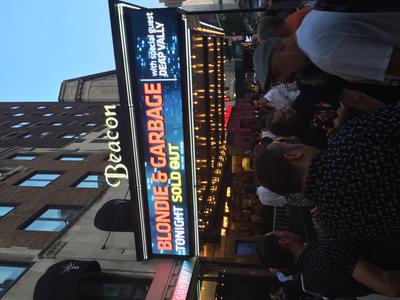 Beacon
BLONDIE & GARBAGE
TONIGHT SOLD OUT
with special guest
DEAP VALLY